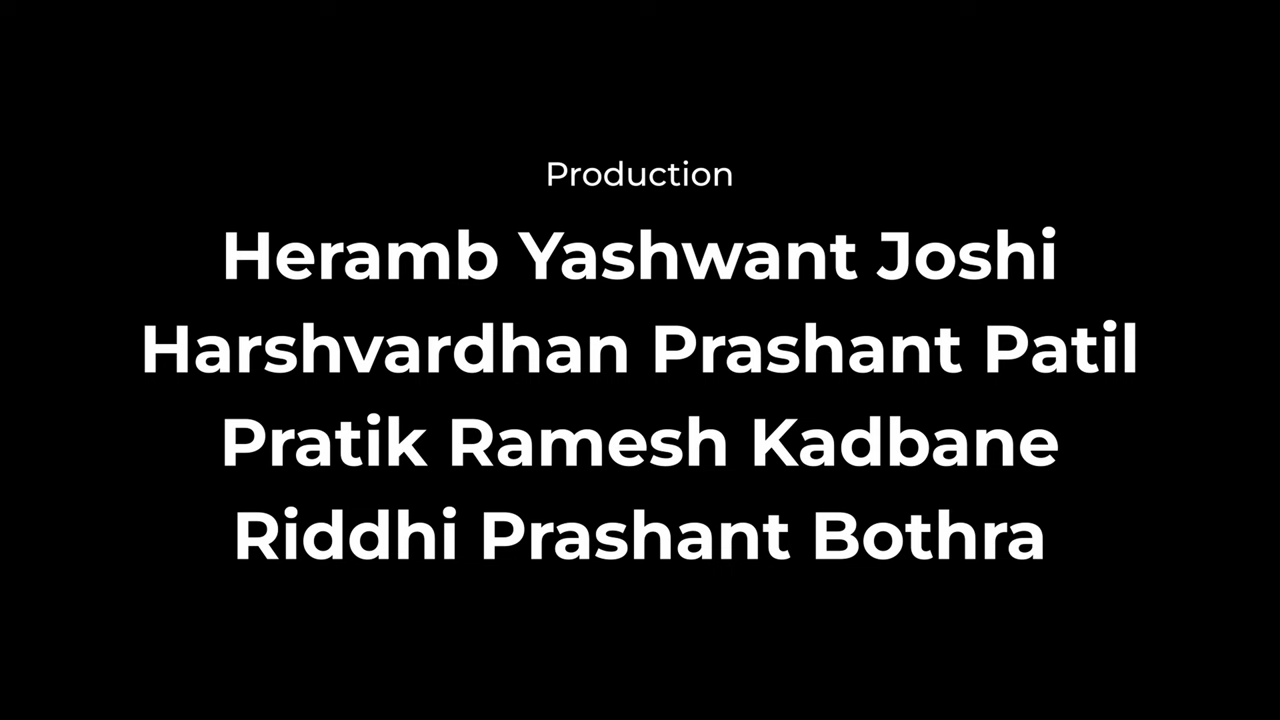 Production
Heramb Yashwant Joshi
Harshvardhan Prashant Patil
Pratik Ramesh Kadbane
Riddhi Prashant Bothra